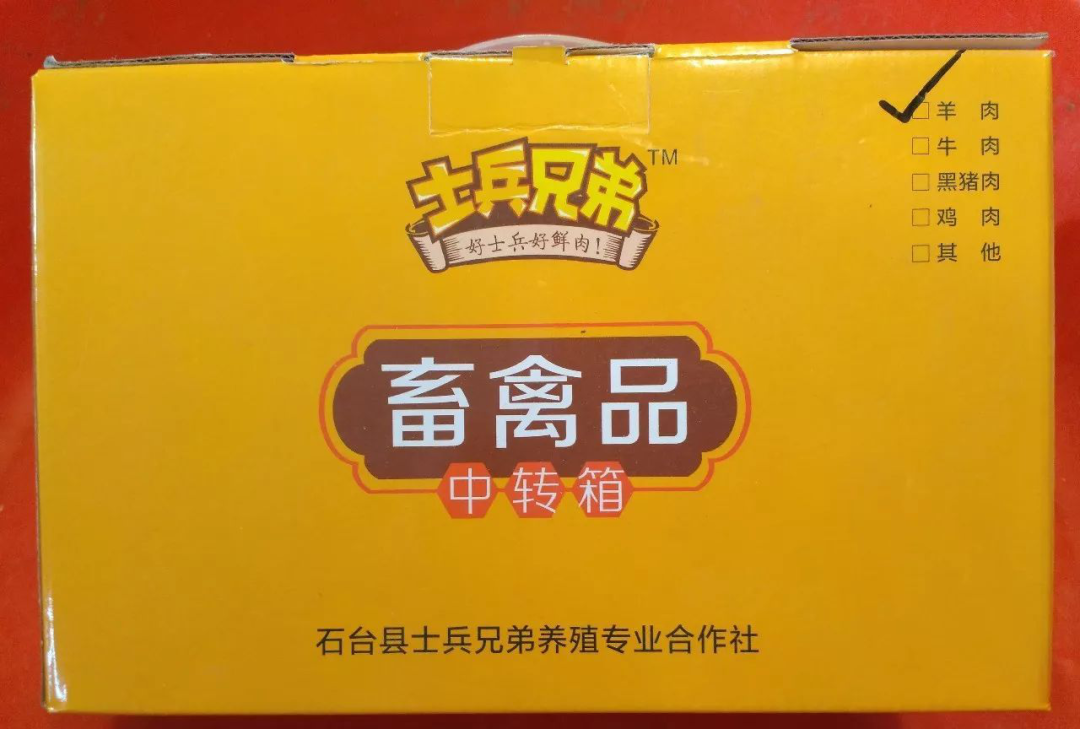 士兵兄弟™
好士兵好鲜肉！
☑羊 肉
□牛 肉
□黑猪肉
□鸡 肉
□其 他
畜禽品
中转箱
石台县士兵兄弟养殖专业合作社